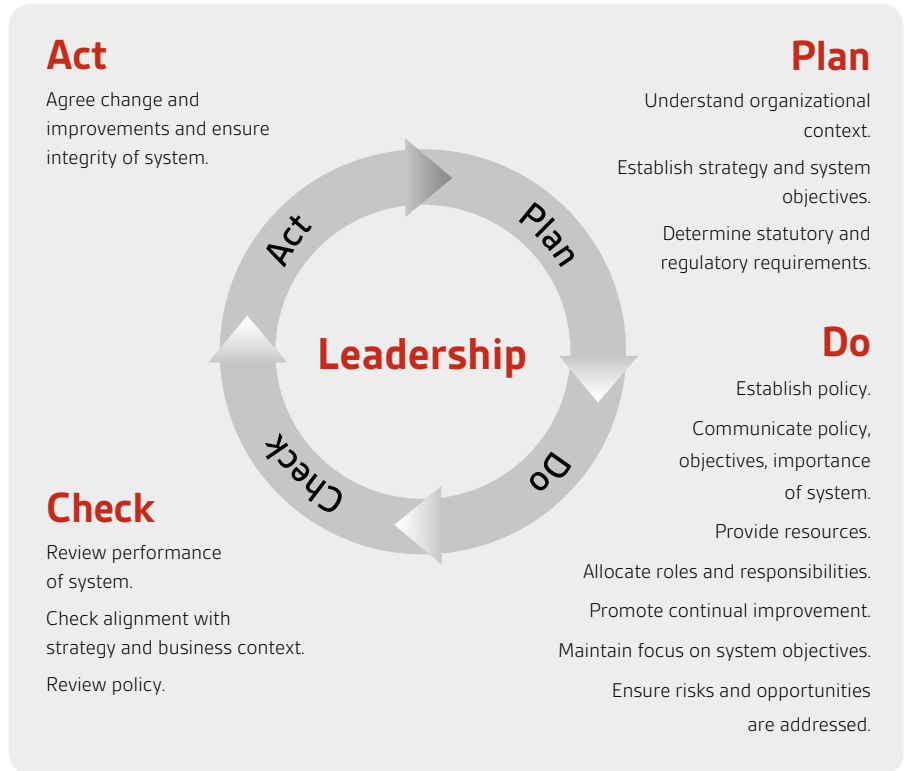 Act
Agree change and
improvements and ensure
integrity of system.
Plan
Understand organizational
context.
Establish strategy and system
objectives.
Determine statutory and
regulatory requirements.
Act
Plan
Leadership
Check
Do
Do
Establish policy.
Communicate policy,
objectives, importance
of system.
Provide resources.
Allocate roles and responsibilities.
Promote continual improvement.
Maintain focus on system objectives.
Ensure risks and opportunities
are addressed.
Check
Review performance
of system.
Check alignment with
strategy and business context.
Review policy.